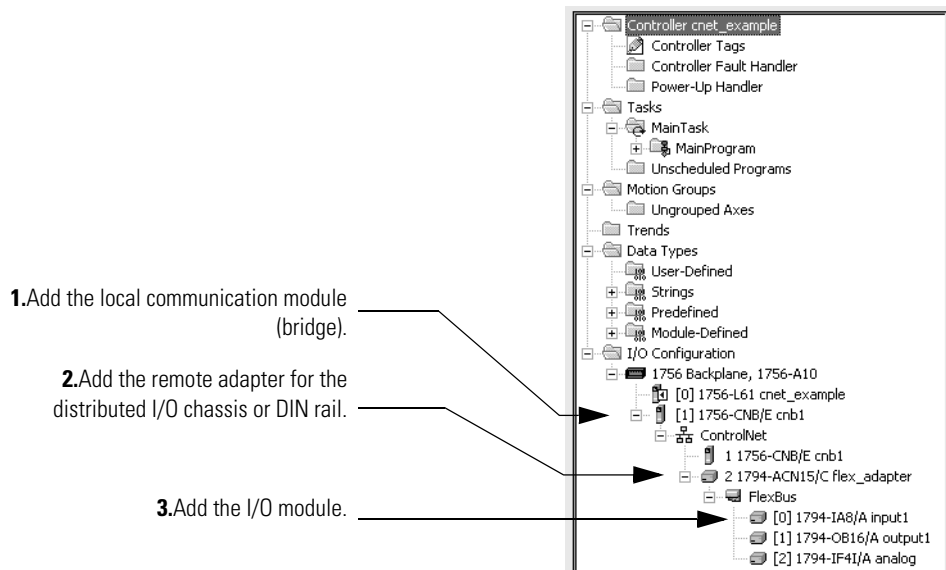 Controller cnet_example
Controller Tags
Controller Fault Handler
Power-Up Handler
Tasks
MainTask
MainProgram
Unscheduled Programs
Motion Groups
Ungrouped Axes
Trends
Data Types
User-Defined
Strings
Predefined
Module-Defined
I/O Configuration
1756 Backplane, 1756-A10
[0] 1756-L61 cnet_example
[1] 1756-CNB/E cnb1
ControlNet
1 1756-CNB/E cnb1
2 1794-ACN15/C flex_adapter
FlexBus
[0] 1794-IA8/A input1
[1] 1794-OB16/A output1
[2] 1794-IF4I/A analog
1.Add the local communication module
(bridge).
2.Add the remote adapter for the
distributed I/O chassis or DIN rail.
3.Add the I/O module.